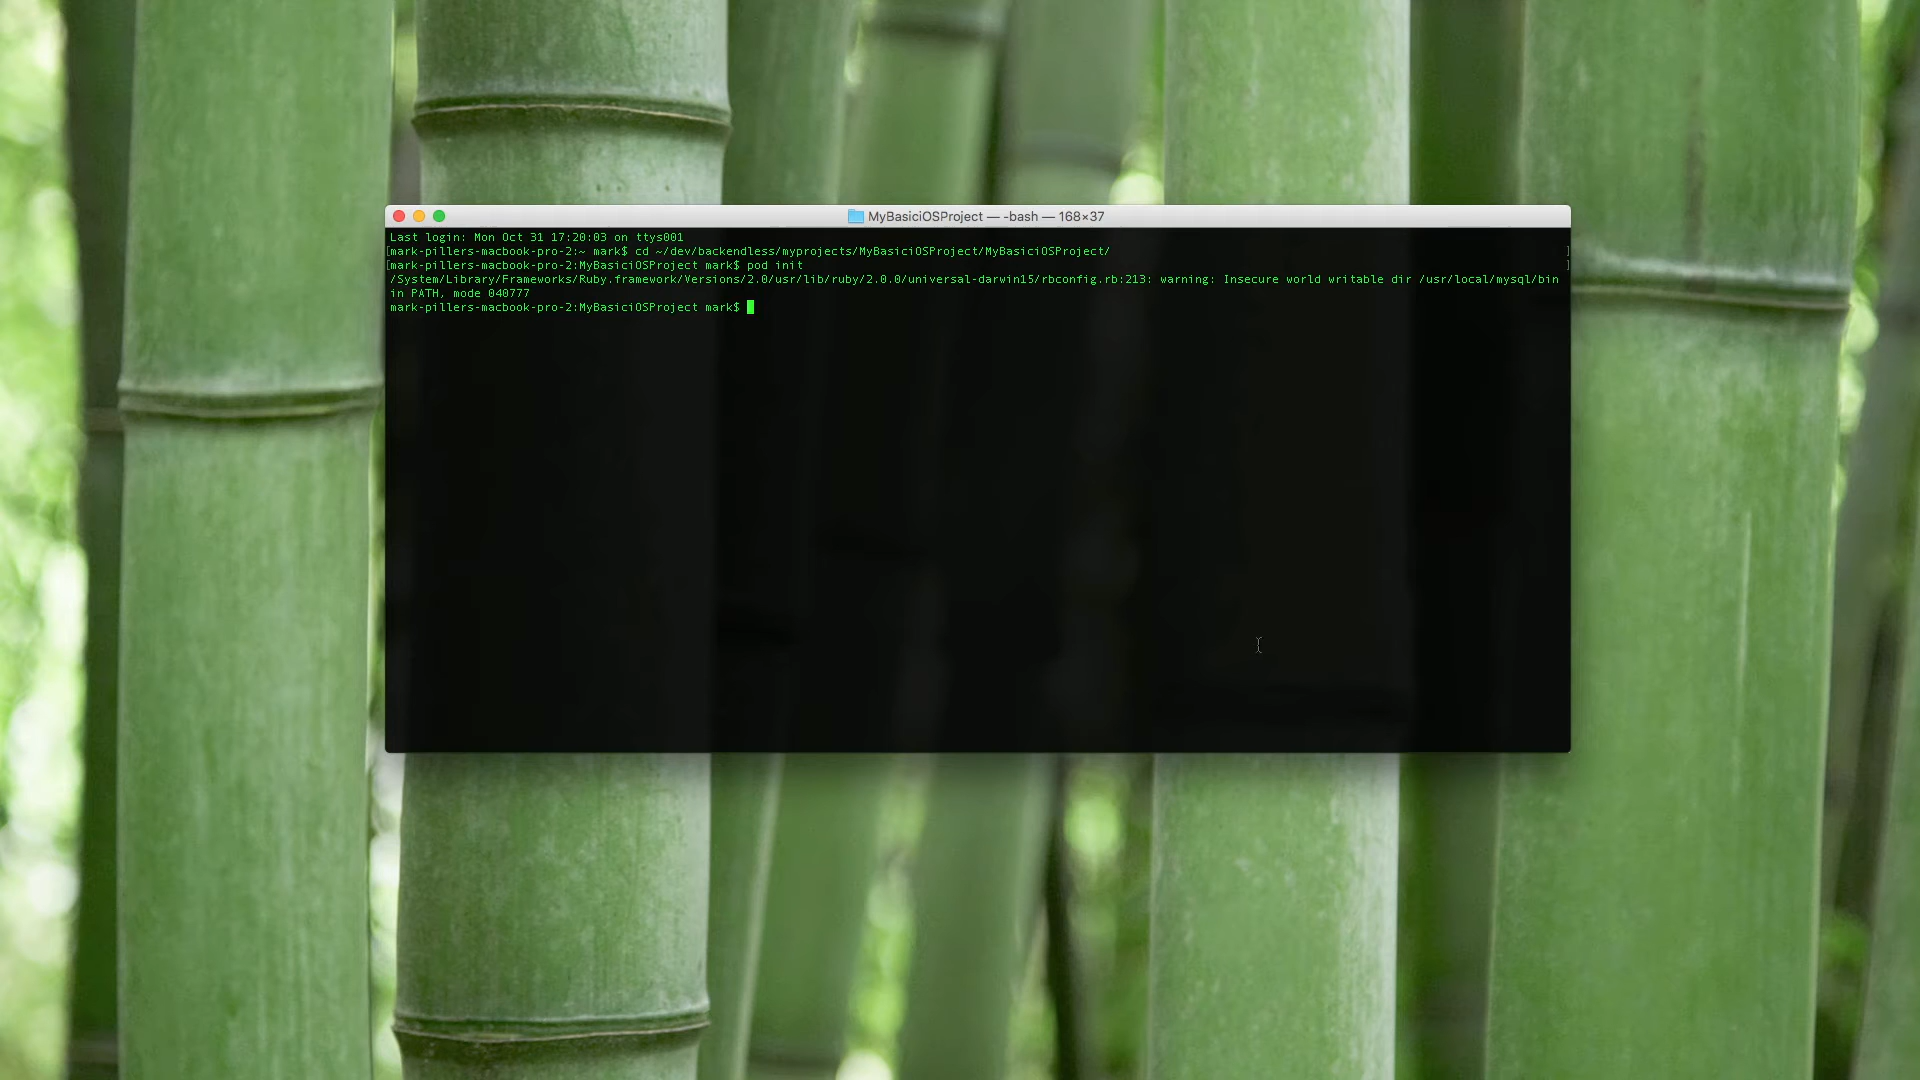 MyBasiciOSProject — -bash — 168×37
Last login: Mon Oct 31 17:20:03 on ttys001
[mark-pillers-macbook-pro-2:~ mark$ cd ~/dev/backendless/myprojects/MyBasiciOSProject/MyBasiciOSProject/ ]
[mark-pillers-macbook-pro-2:MyBasiciOSProject mark$ pod init ]
/System/Library/Frameworks/Ruby.framework/Versions/2.0/usr/lib/ruby/2.0.0/universal-darwin15/rbconfig.rb:213: warning: Insecure world writable dir /usr/local/mysql/bin
in PATH, mode 040777
mark-pillers-macbook-pro-2:MyBasiciOSProject mark$